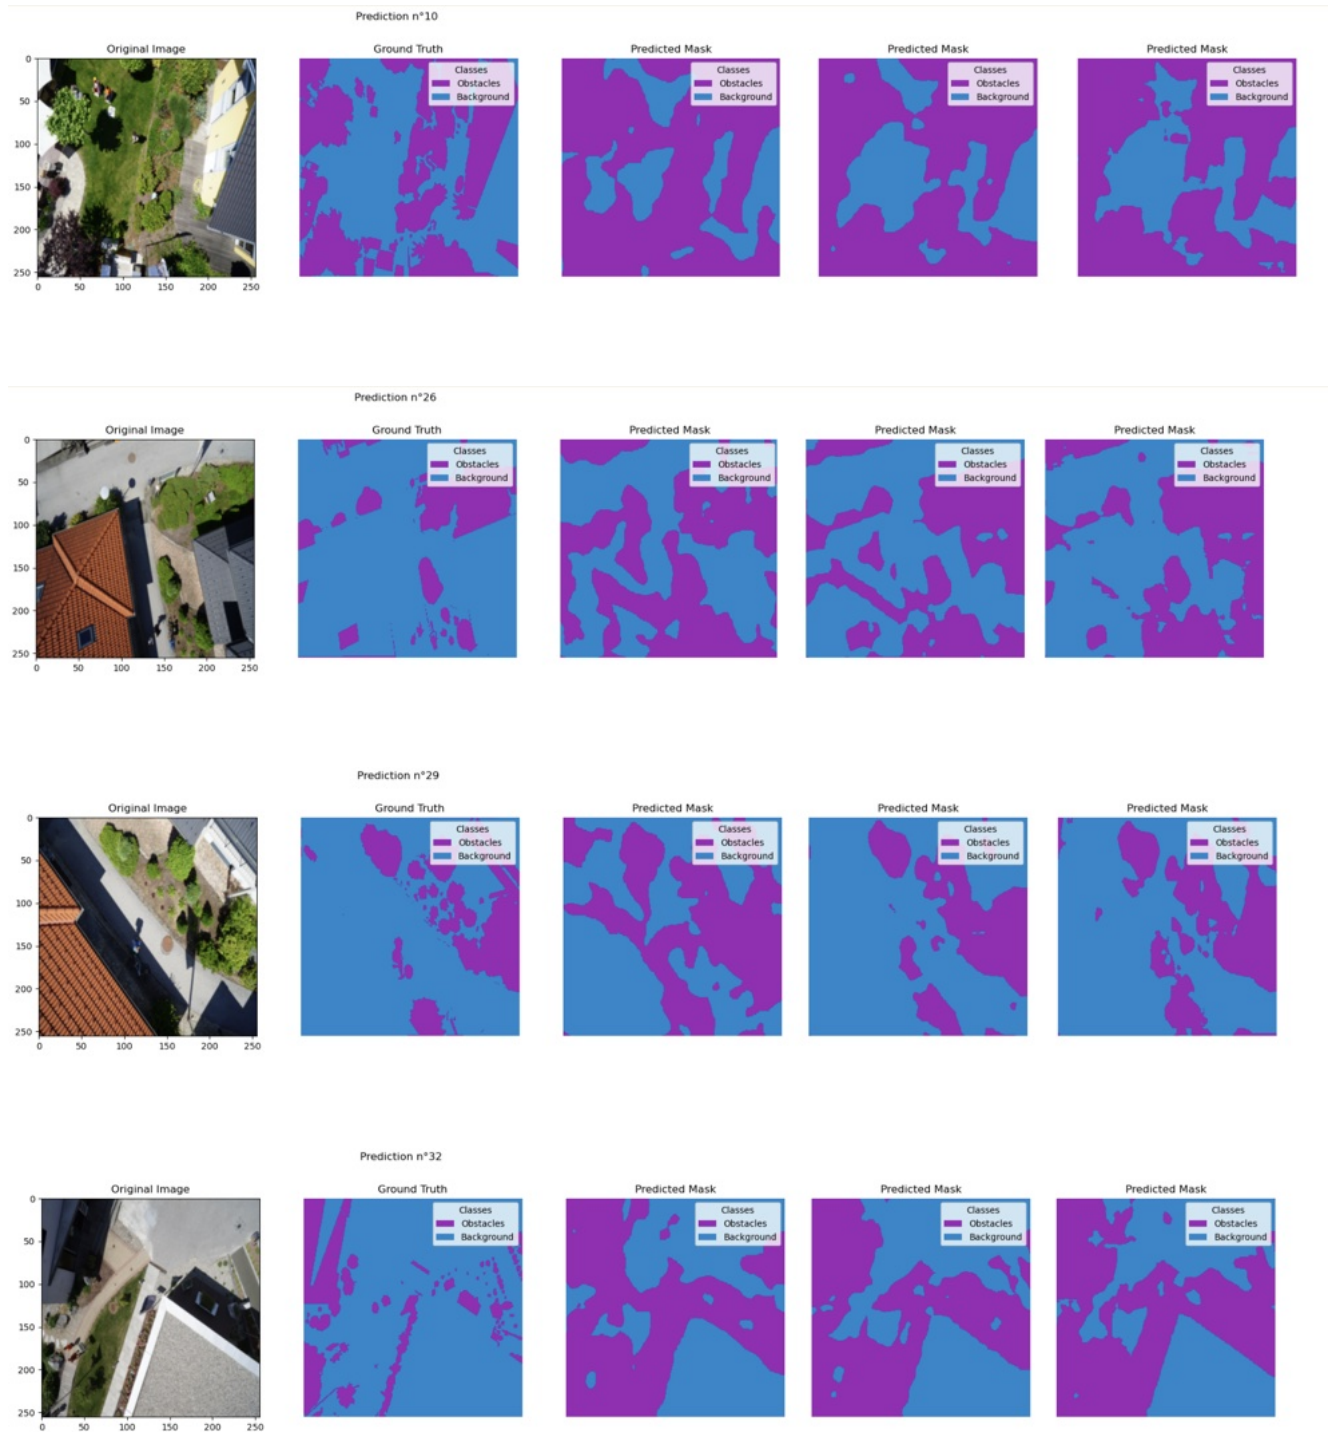 Prediction n°10
Original Image
Ground Truth
Predicted Mask
Predicted Mask
Predicted Mask
0
50
100
150
200
250
0 50 100 150 200 250
Classes
Obstacles
Background
Classes
Obstacles
Background
Classes
Obstacles
Background
Classes
Obstacles
Background
Prediction n°26
Original Image
Ground Truth
Predicted Mask
Predicted Mask
Predicted Mask
0
50
100
150
200
250
0 50 100 150 200 250
Classes
Obstacles
Background
Classes
Obstacles
Background
Classes
Obstacles
Background
Classes
Obstacles
Background
Prediction n°29
Original Image
Ground Truth
Predicted Mask
Predicted Mask
Predicted Mask
0
50
100
150
200
250
0 50 100 150 200 250
Classes
Obstacles
Background
Classes
Obstacles
Background
Classes
Obstacles
Background
Classes
Obstacles
Background
Prediction n°32
Original Image
Ground Truth
Predicted Mask
Predicted Mask
Predicted Mask
0
50
100
150
200
250
0 50 100 150 200 250
Classes
Obstacles
Background
Classes
Obstacles
Background
Classes
Obstacles
Background
Classes
Obstacles
Background